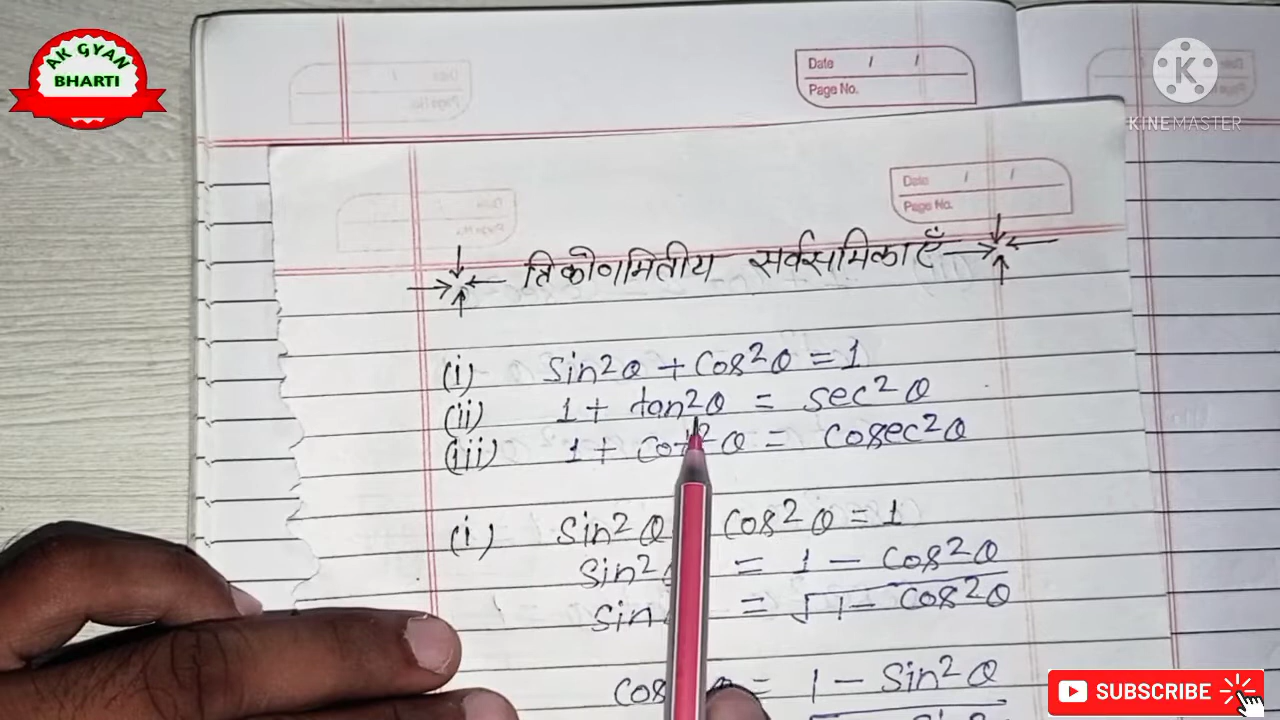 AK GYAN
BHARTI
Date / /
Page No.
K
KINEMASTER
Date / /
Page No.
त्रिकोणमितीय सर्वसमिकाएँ
(i) sin²θ + cos²θ = 1
(ii) 1 + tan²θ = sec²θ
(iii) 1 + cot²θ = cosec²θ
(i) sin²θ cos²θ = 1
sin² = 1 - cos²θ
sin = √1 - cos²θ
cos θ = 1 - sin²θ
SUBSCRIBE